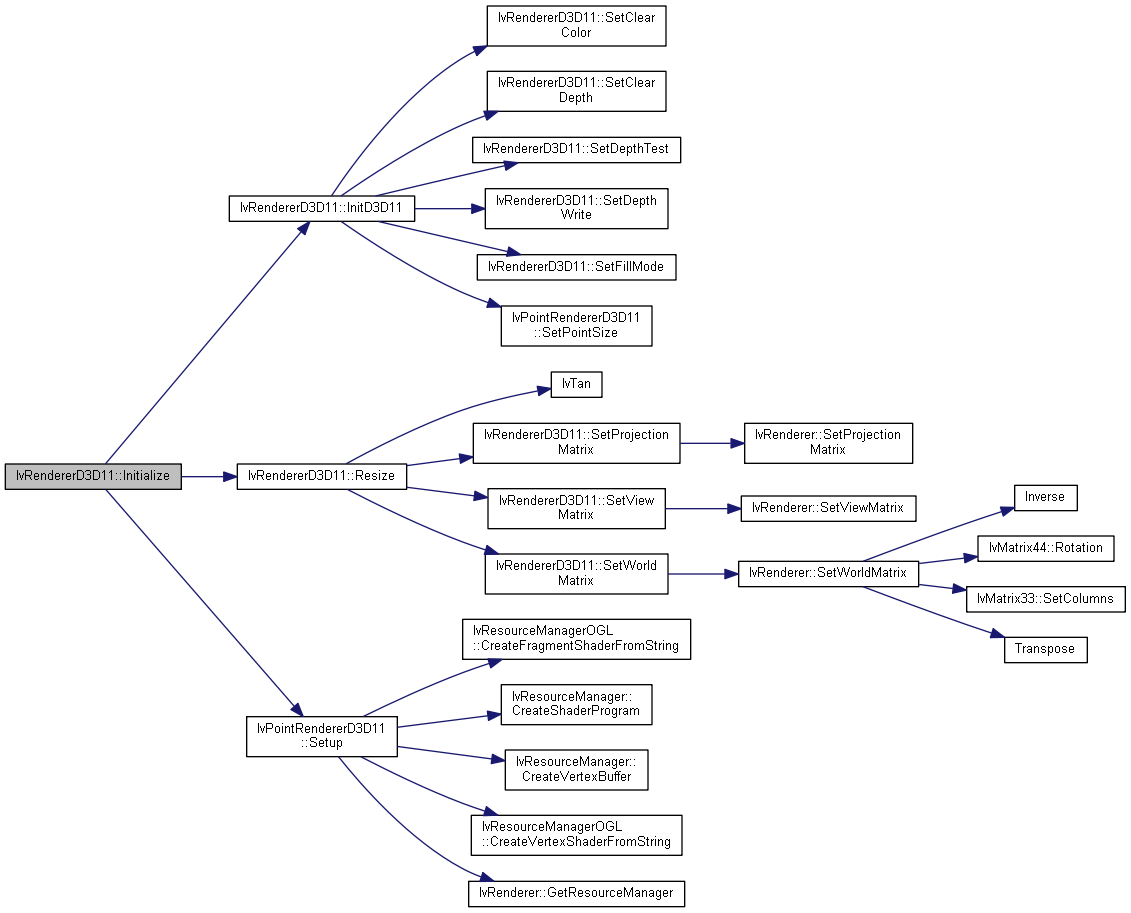 IvRendererD3D11::Initialize
IvRendererD3D11::InitD3D11
IvRendererD3D11::SetClear
Color
IvRendererD3D11::SetClear
Depth
IvRendererD3D11::SetDepthTest
IvRendererD3D11::SetDepth
Write
IvRendererD3D11::SetFillMode
IvPointRendererD3D11
::SetPointSize
IvRendererD3D11::Resize
IvTan
IvRendererD3D11::SetProjection
Matrix
IvRenderer::SetProjection
Matrix
IvRendererD3D11::SetView
Matrix
IvRenderer::SetViewMatrix
IvRendererD3D11::SetWorld
Matrix
IvRenderer::SetWorldMatrix
Inverse
IvMatrix44::Rotation
IvMatrix33::SetColumns
Transpose
IvPointRendererD3D11
::Setup
IvResourceManagerOGL
::CreateFragmentShaderFromString
IvResourceManager::
CreateShaderProgram
IvResourceManager::
CreateVertexBuffer
IvResourceManagerOGL
::CreateVertexShaderFromString
IvRenderer::GetResourceManager